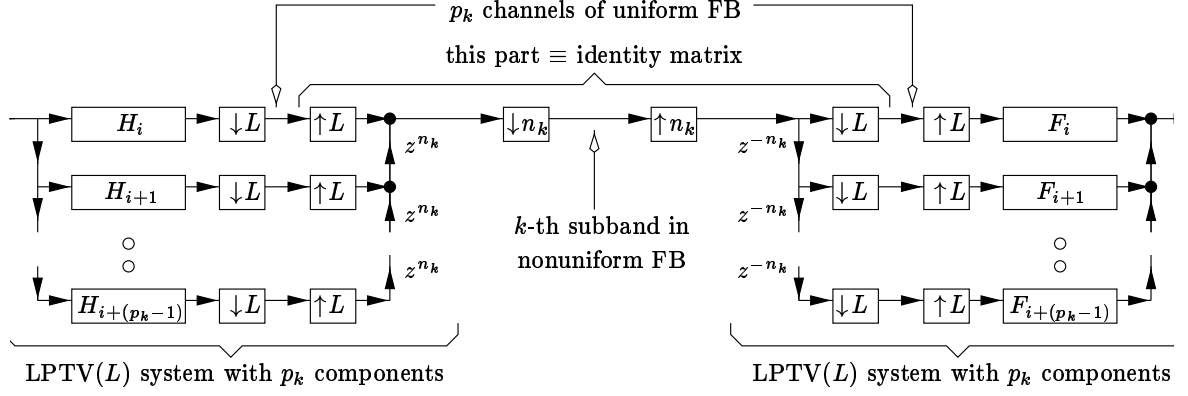 p_k channels of uniform FB
this part ≡ identity matrix
H_i ↓L ↑L ↓n_k ↑n_k ↓L ↑L F_i
z^{n_k} z^{-n_k}
H_{i+1} ↓L ↑L ↓L ↑L F_{i+1}
z^{n_k} z^{-n_k}
k-th subband in
nonuniform FB
z^{n_k} z^{-n_k}
H_{i+(p_k-1)} ↓L ↑L ↓L ↑L F_{i+(p_k-1)}
LPTV(L) system with p_k components
LPTV(L) system with p_k components